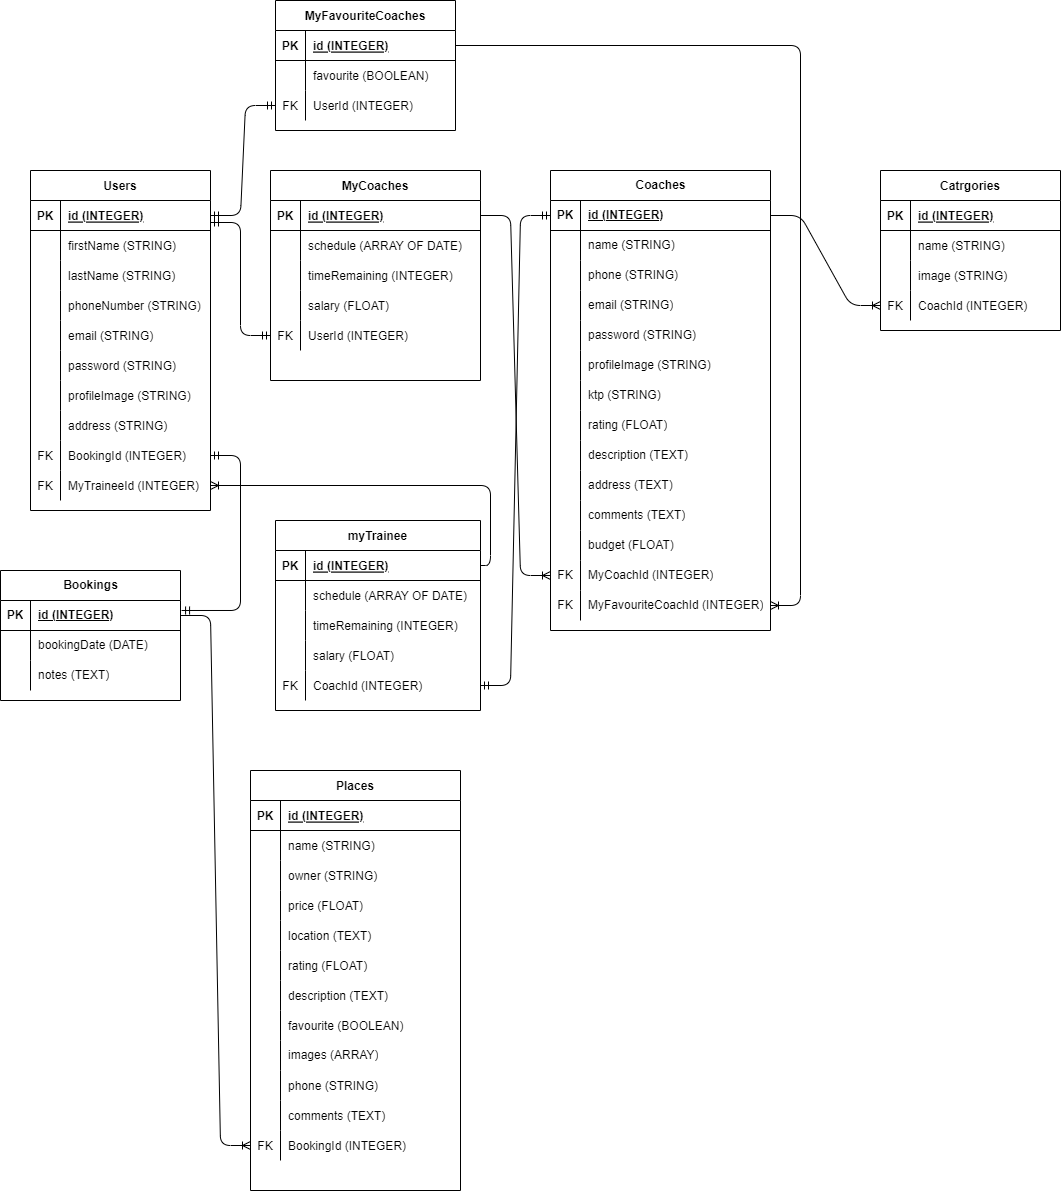 MyFavouriteCoaches
PK id (INTEGER)
favourite (BOOLEAN)
FK UserId (INTEGER)
Users
PK id (INTEGER)
firstName (STRING)
lastName (STRING)
phoneNumber (STRING)
email (STRING)
password (STRING)
profileImage (STRING)
address (STRING)
FK BookingId (INTEGER)
FK MyTraineeId (INTEGER)
MyCoaches
PK id (INTEGER)
schedule (ARRAY OF DATE)
timeRemaining (INTEGER)
salary (FLOAT)
FK UserId (INTEGER)
Coaches
PK id (INTEGER)
name (STRING)
phone (STRING)
email (STRING)
password (STRING)
profileImage (STRING)
ktp (STRING)
rating (FLOAT)
description (TEXT)
address (TEXT)
comments (TEXT)
budget (FLOAT)
FK MyCoachId (INTEGER)
FK MyFavouriteCoachId (INTEGER)
Catrgories
PK id (INTEGER)
name (STRING)
image (STRING)
FK CoachId (INTEGER)
myTrainee
PK id (INTEGER)
schedule (ARRAY OF DATE)
timeRemaining (INTEGER)
salary (FLOAT)
FK CoachId (INTEGER)
Bookings
PK id (INTEGER)
bookingDate (DATE)
notes (TEXT)
Places
PK id (INTEGER)
name (STRING)
owner (STRING)
price (FLOAT)
location (TEXT)
rating (FLOAT)
description (TEXT)
favourite (BOOLEAN)
images (ARRAY)
phone (STRING)
comments (TEXT)
FK BookingId (INTEGER)